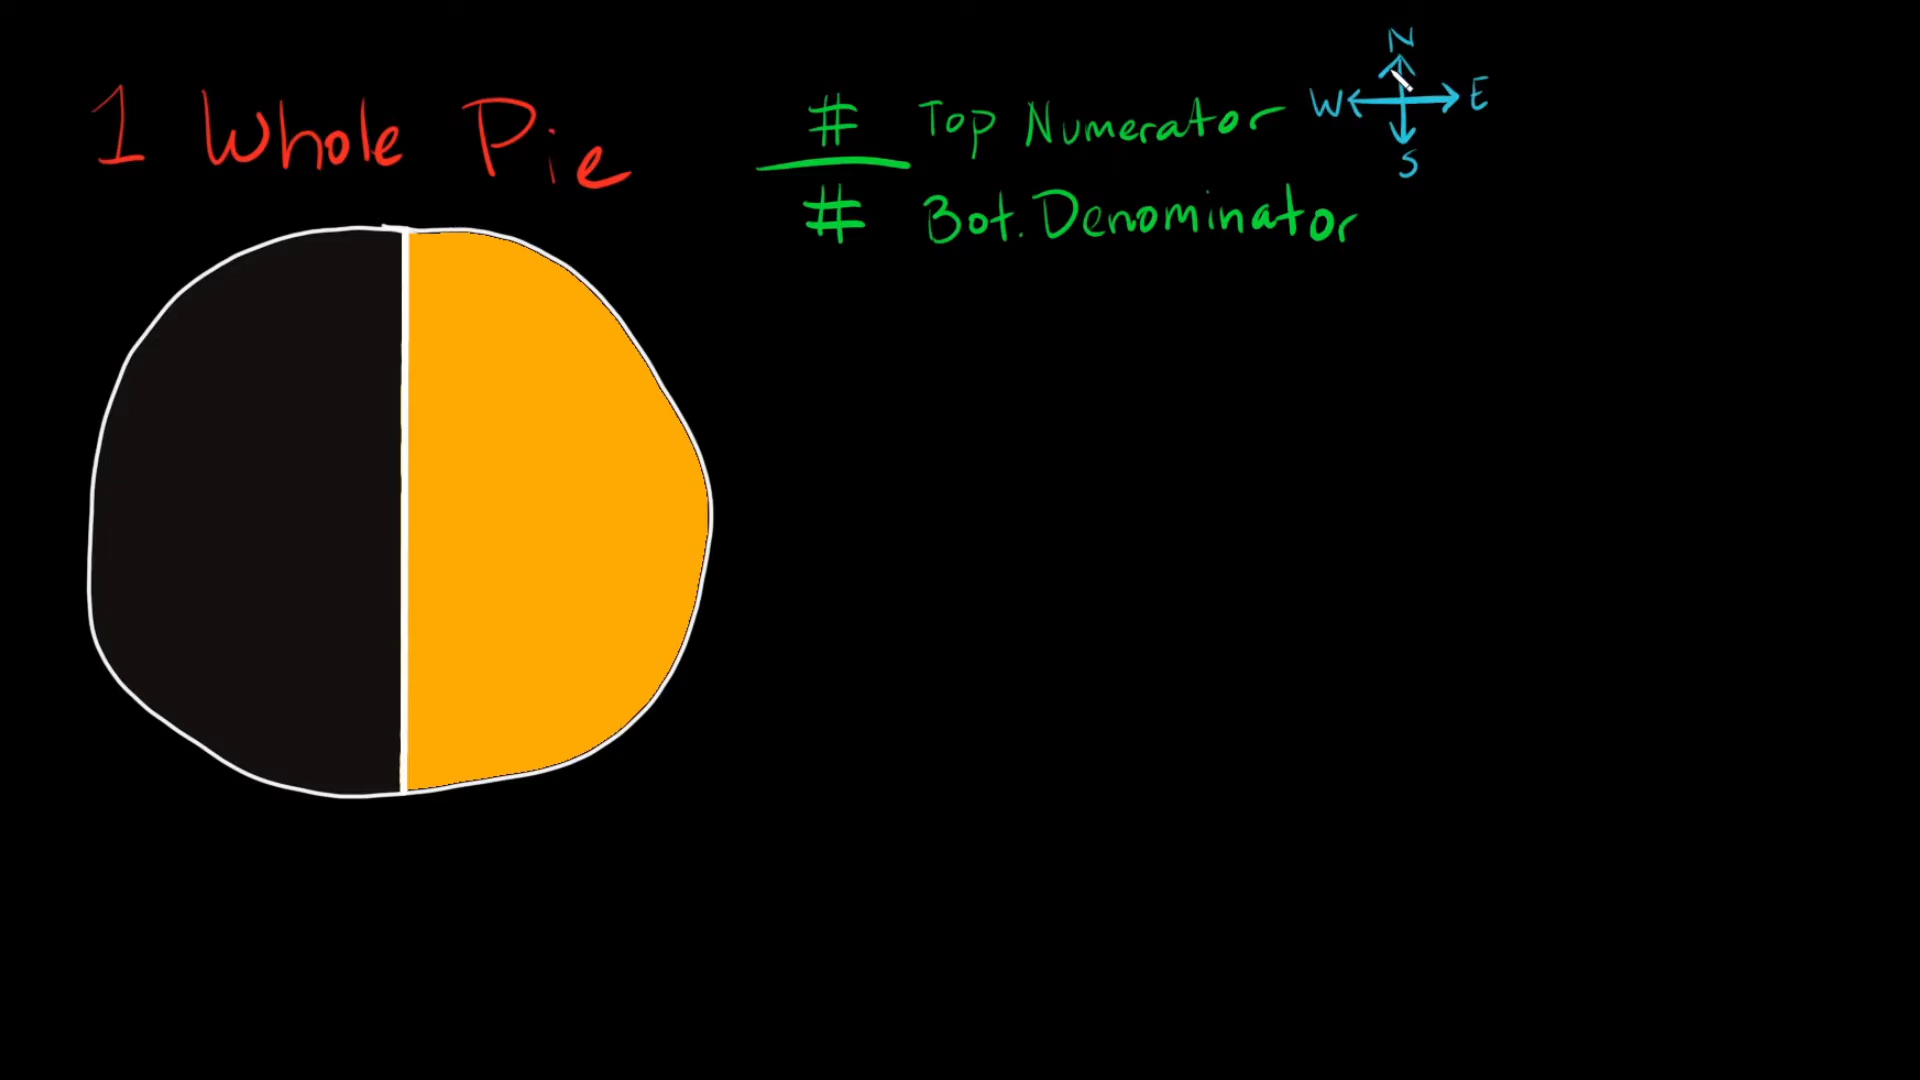 1 Whole Pie
# Top Numerator
# Bot. Denominator
N
W E
S